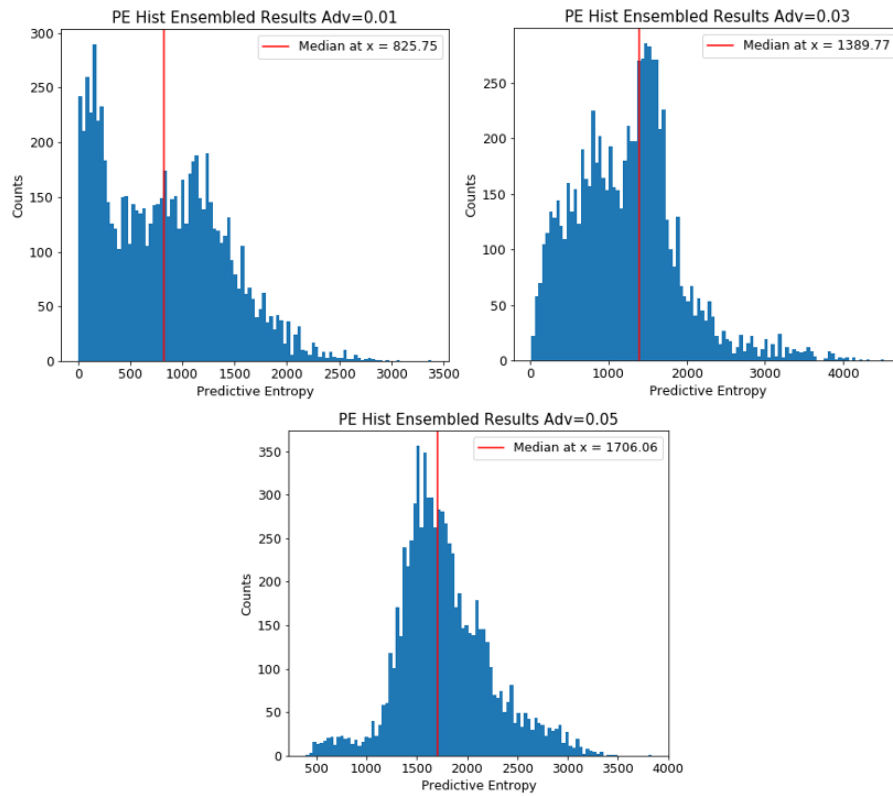 PE Hist Ensembled Results Adv=0.01
Median at x = 825.75
300
250
200
150
100
50
0
Counts
0 500 1000 1500 2000 2500 3000 3500
Predictive Entropy
PE Hist Ensembled Results Adv=0.03
Median at x = 1389.77
250
200
150
100
50
0
Counts
0 1000 2000 3000 4000
Predictive Entropy
PE Hist Ensembled Results Adv=0.05
Median at x = 1706.06
350
300
250
200
150
100
50
0
Counts
500 1000 1500 2000 2500 3000 3500 4000
Predictive Entropy